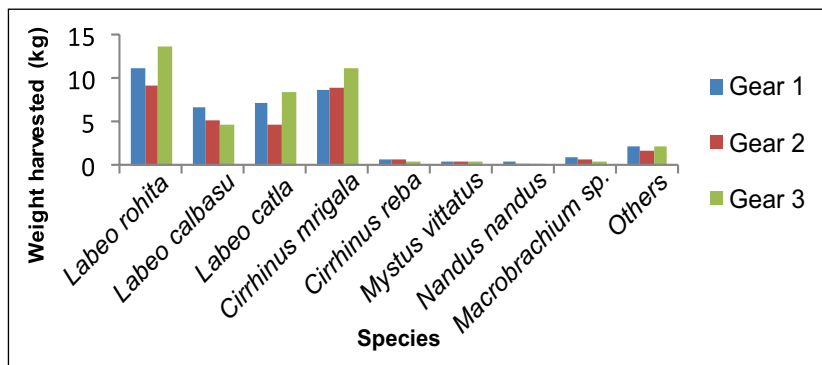 Weight harvested (kg)
15
10
5
0
Labeo rohita
Labeo calbasu
Labeo catla
Cirrhinus mrigala
Cirrhinus reba
Mystus vittatus
Nandus nandus
Macrobrachium sp.
Others
Species
Gear 1
Gear 2
Gear 3